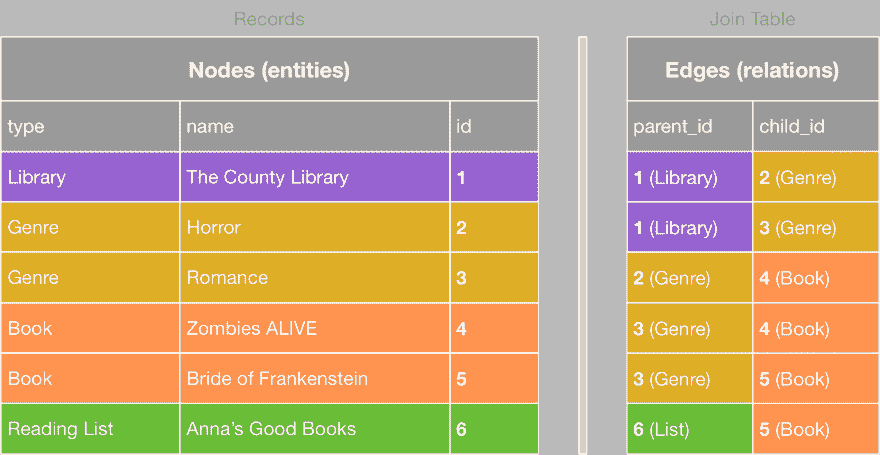 Records Join Table
Nodes (entities) Edges (relations)
type name id parent_id child_id
Library The County Library 1 1 (Library) 2 (Genre)
Genre Horror 2 1 (Library) 3 (Genre)
Genre Romance 3 2 (Genre) 4 (Book)
Book Zombies ALIVE 4 3 (Genre) 4 (Book)
Book Bride of Frankenstein 5 3 (Genre) 5 (Book)
Reading List Anna’s Good Books 6 6 (List) 5 (Book)